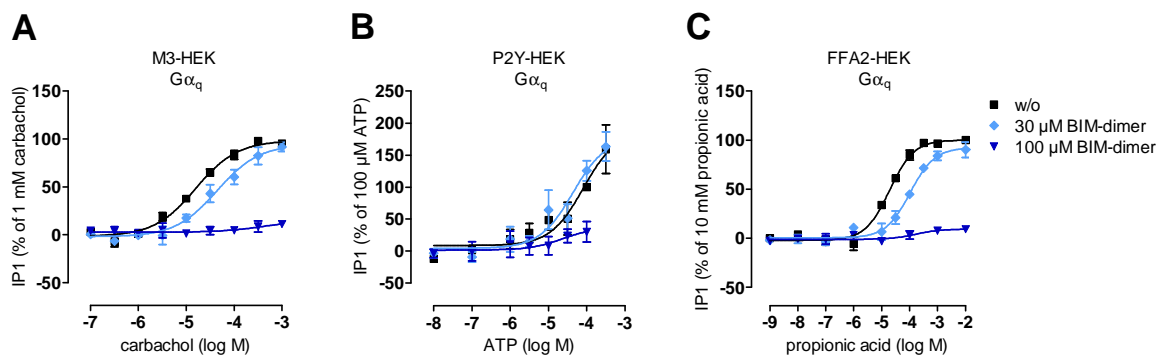 A
M3-HEK
Gαq
IP1 (% of 1 mM carbachol)
150
100
50
0
-50
-7 -6 -5 -4 -3
carbachol (log M)
B
P2Y-HEK
Gαq
IP1 (% of 100 µM ATP)
250
200
150
100
50
0
-50
-8 -7 -6 -5 -4 -3
ATP (log M)
C
FFA2-HEK
Gαq
IP1 (% of 10 mM propionic acid)
150
100
50
0
-50
-9 -8 -7 -6 -5 -4 -3 -2
propionic acid (log M)
w/o
30 µM BIM-dimer
100 µM BIM-dimer